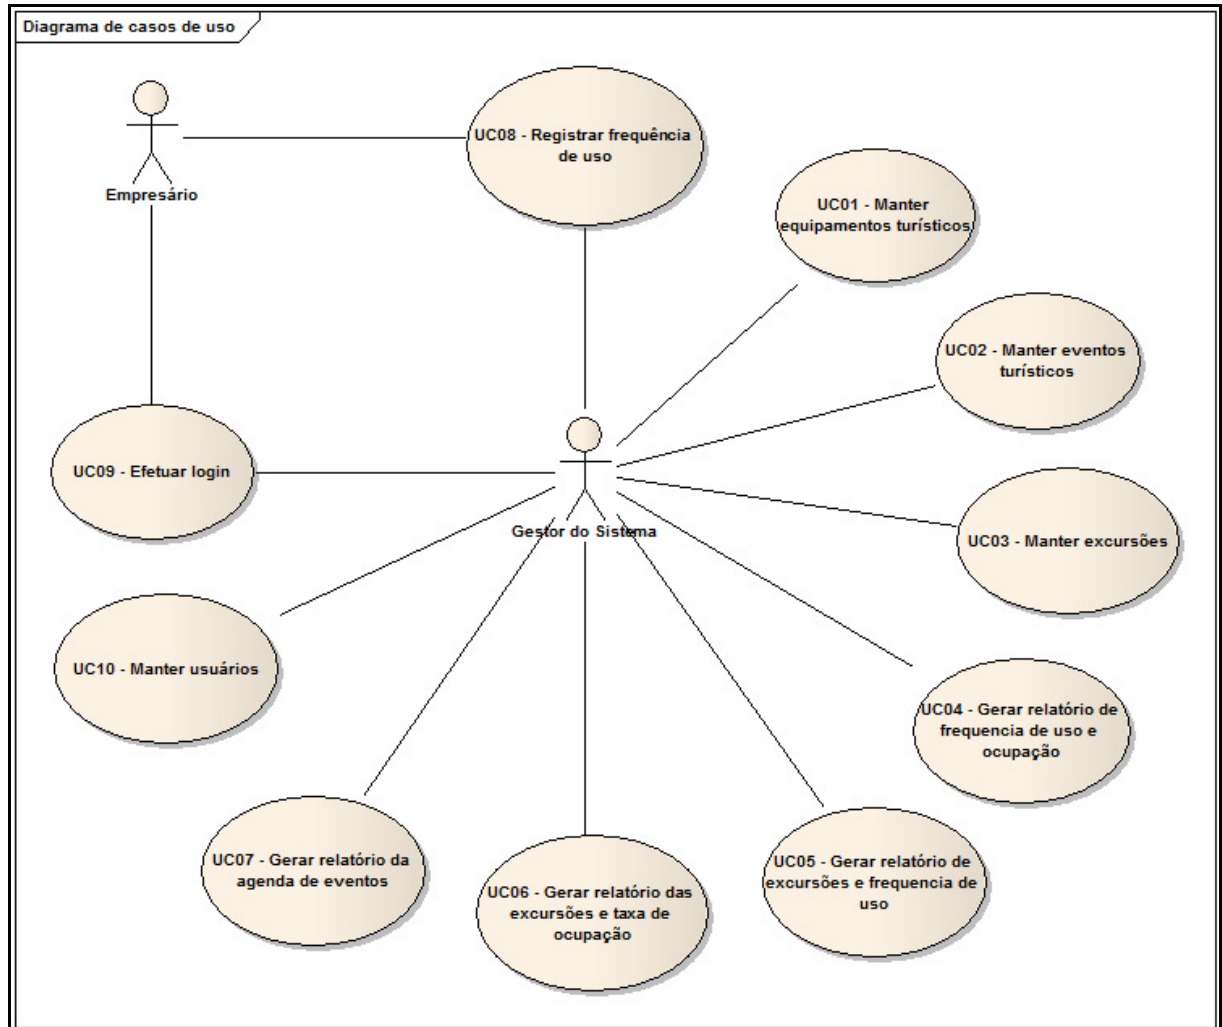 Diagrama de casos de uso
UC08 - Registrar frequência
de uso
Empresário
UC01 - Manter
equipamentos turísticos
UC02 - Manter eventos
turísticos
UC09 - Efetuar login
Gestor do Sistema
UC03 - Manter excursões
UC10 - Manter usuários
UC04 - Gerar relatório de
frequencia de uso e
ocupação
UC07 - Gerar relatório da
agenda de eventos
UC06 - Gerar relatório das
excursões e taxa de
ocupação
UC05 - Gerar relatório de
excursões e frequencia de
uso